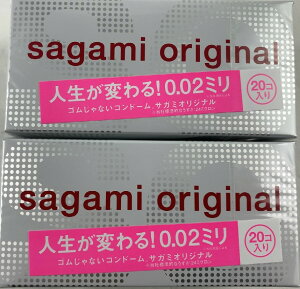 sagami original
人生が変わる!0.02ミリ
ゴムじゃないコンドーム サガミオリジナル
20コ
入り
sagami original
人生が変わる!0.02ミリ
ゴムじゃないコンドーム サガミオリジナル
20コ
入り